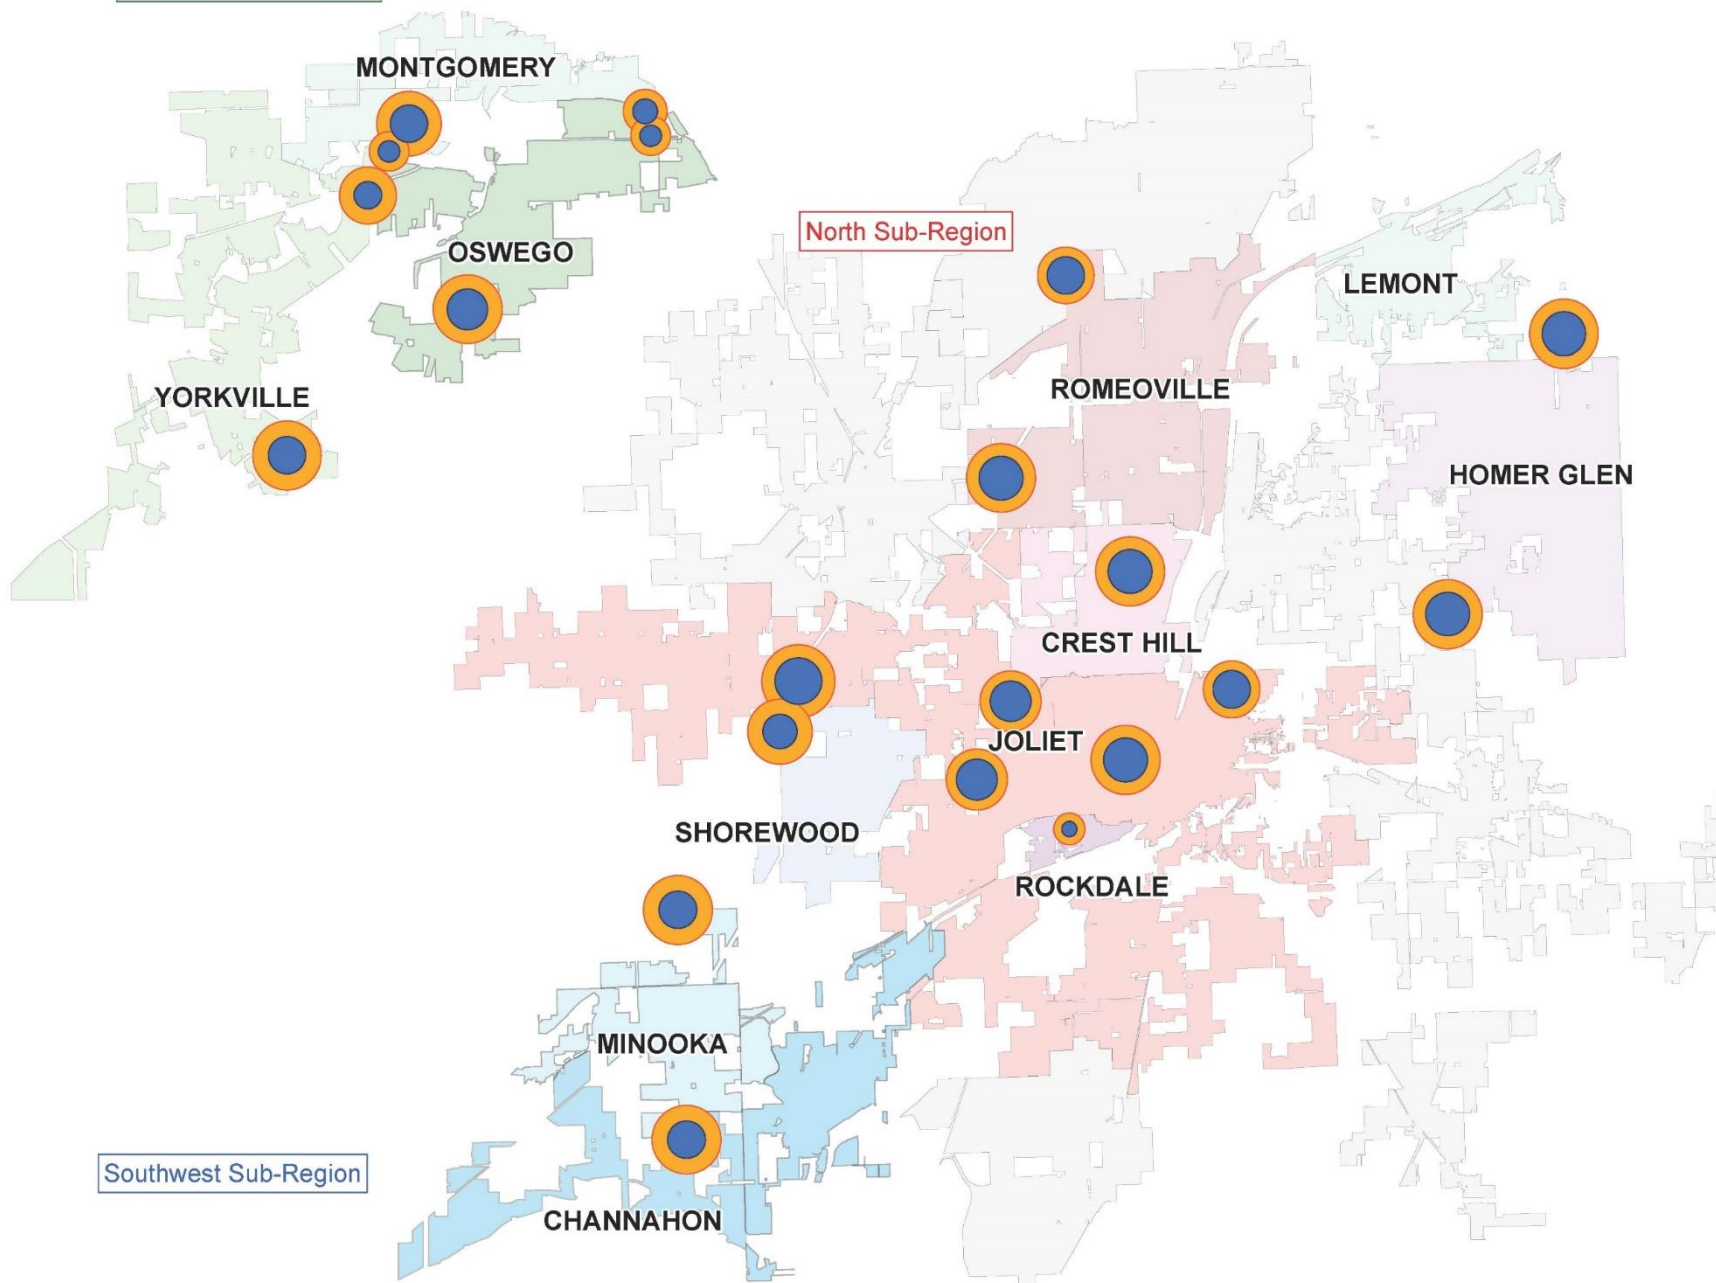 MONTGOMERY
North Sub-Region
OSWEGO
LEMONT
ROMEOVILLE
YORKVILLE
HOMER GLEN
CREST HILL
JOLIET
SHOREWOOD
ROCKDALE
MINOOKA
Southwest Sub-Region
CHANNAHON